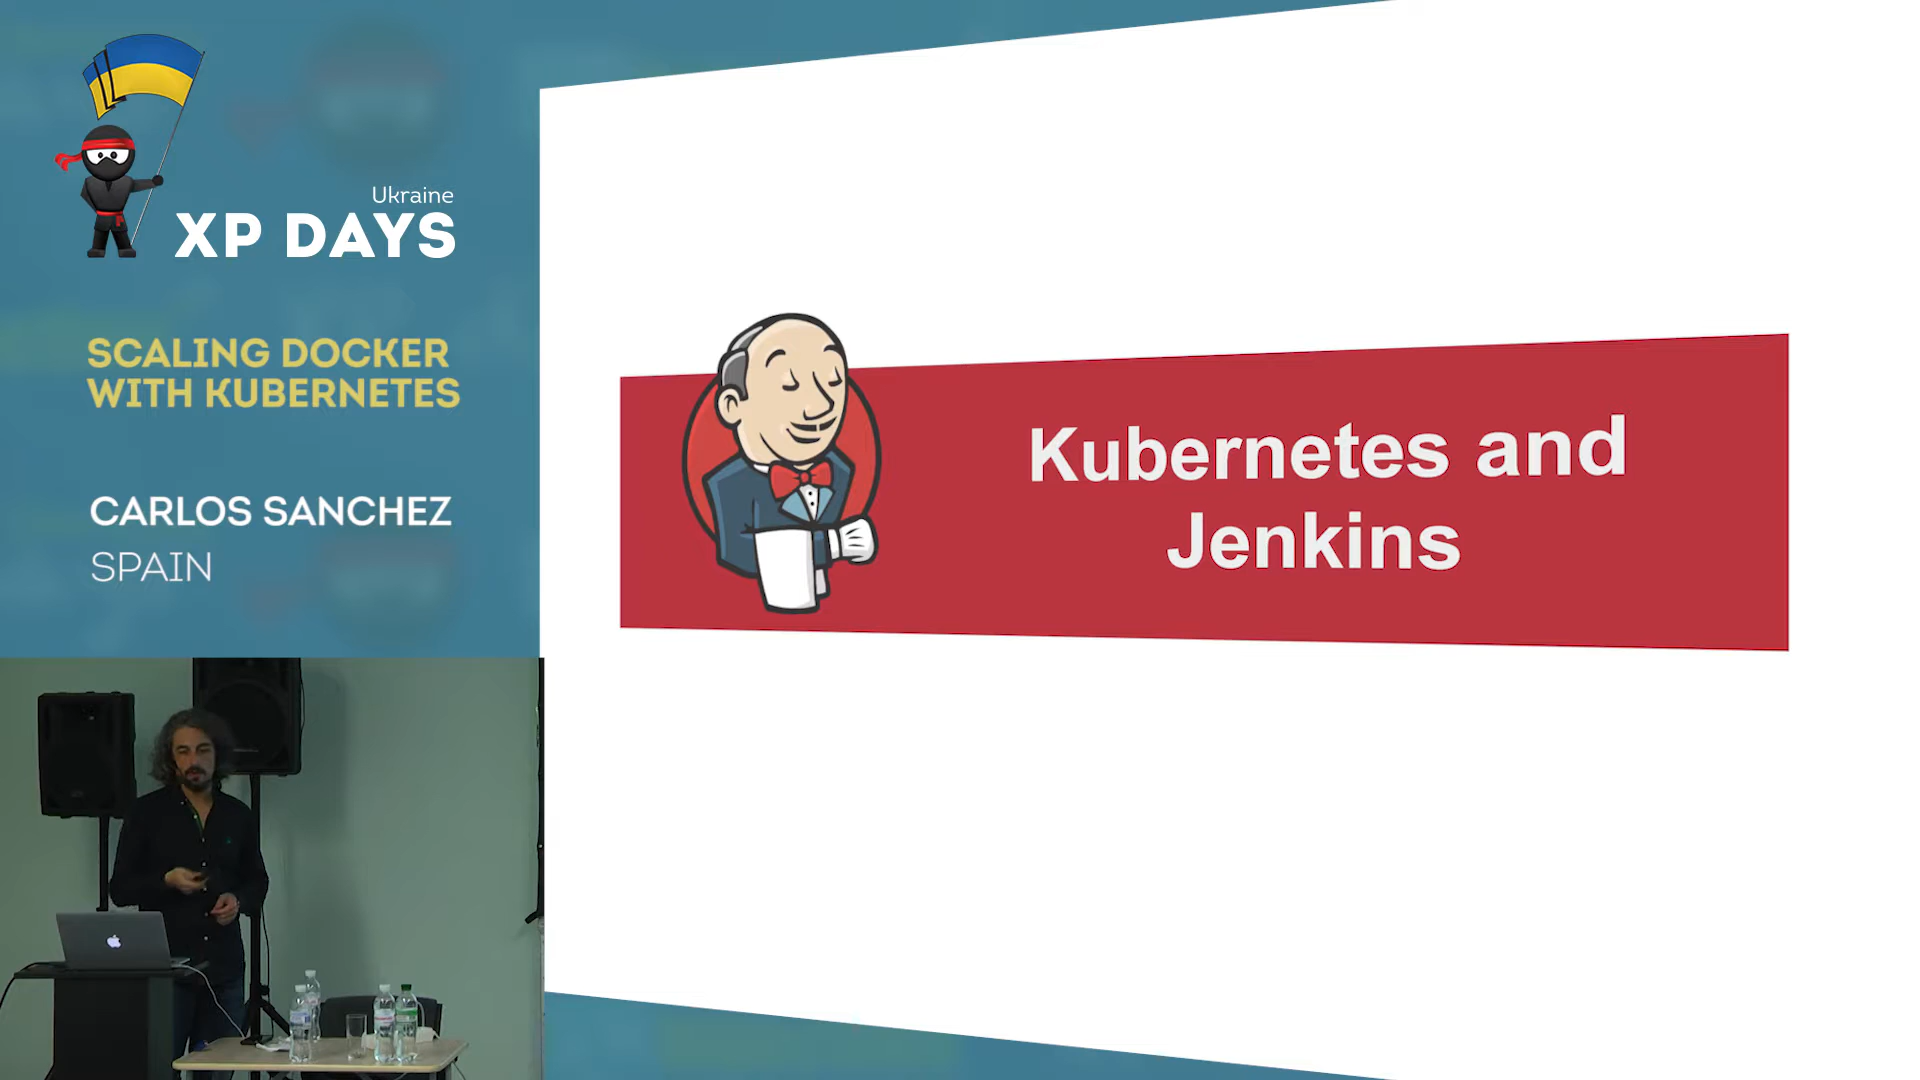 Ukraine
XP DAYS
SCALING DOCKER
WITH KUBERNETES
CARLOS SANCHEZ
SPAIN
Kubernetes and
Jenkins